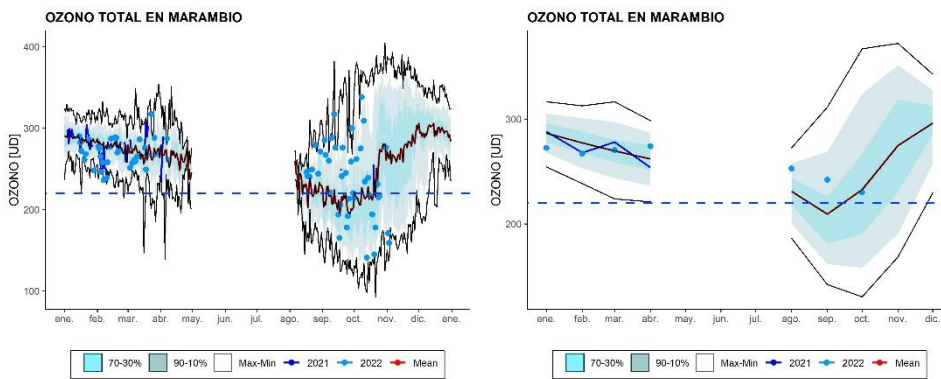 OZONO TOTAL EN MARAMBIO
OZONO [UD]
400
300
200
100
ene. feb. mar. abr. may. jun. jul. ago. sep. oct. nov. dic. ene.
70-30% 90-10% Max-Min 2021 2022 Mean
OZONO TOTAL EN MARAMBIO
OZONO [UD]
300
200
ene. feb. mar. abr. may. jun. jul. ago. sep. oct. nov. dic.
70-30% 90-10% Max-Min 2021 2022 Mean